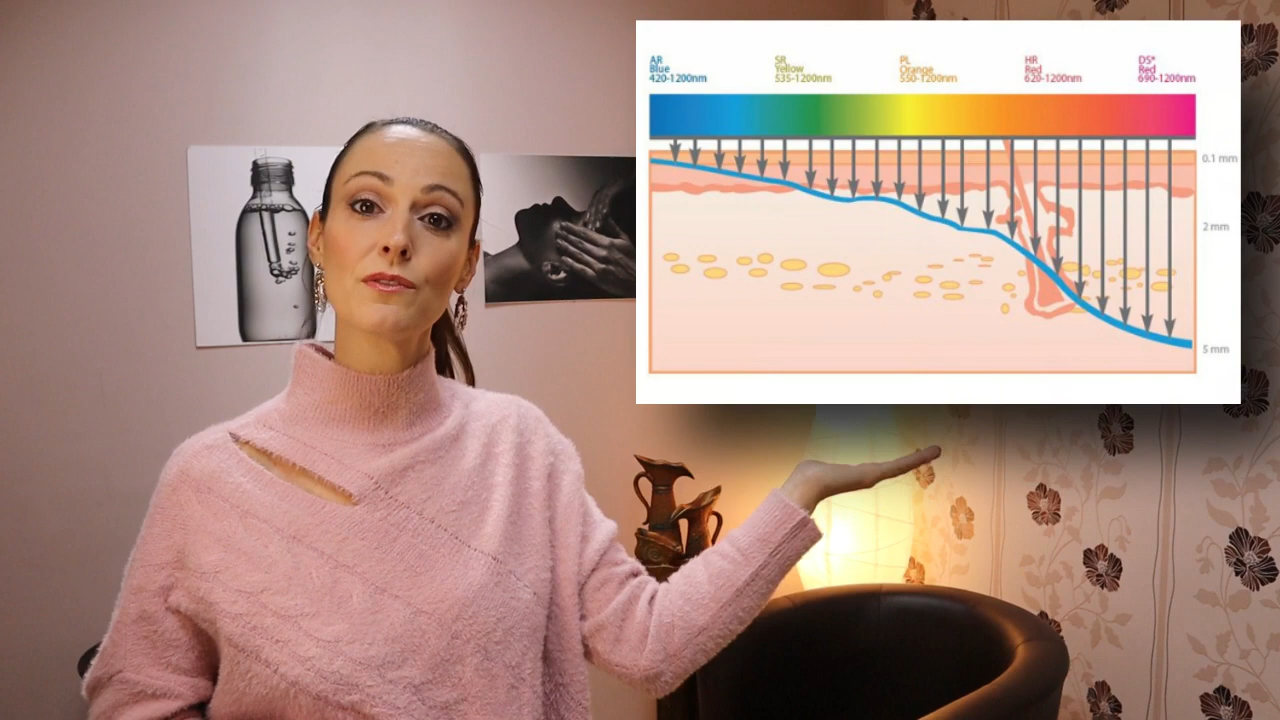 AR
Blue
420-1200nm
SR
Yellow
535-1200nm
PL
Orange
550-1200nm
HR
Red
620-1200nm
DS*
Red
690-1200nm
0.1 mm
2 mm
5 mm